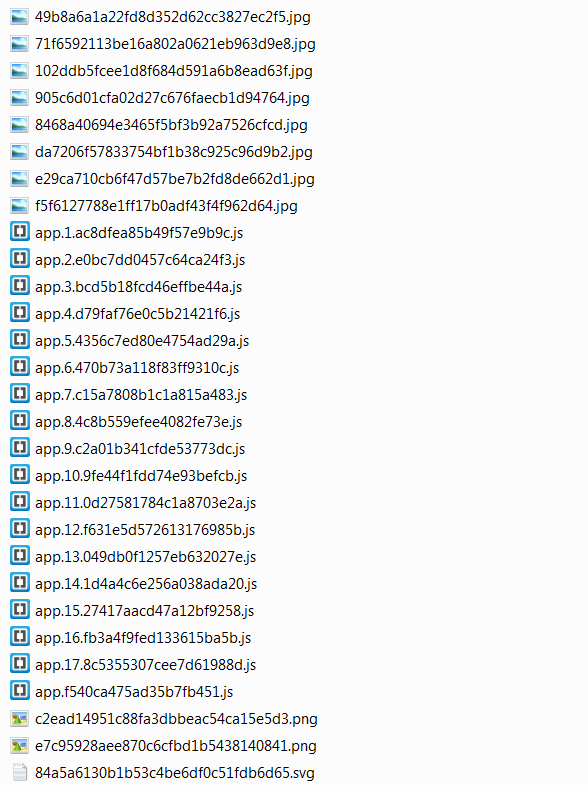 49b8a6a1a22fd8d352d62cc3827ec2f5.jpg
71f6592113be16a802a0621eb963d9e8.jpg
102ddb5fcee1d8f684d591a6b8ead63f.jpg
905c6d01cfa02d27c676faecb1d94764.jpg
8468a40694e3465f5bf3b92a7526cfcd.jpg
da7206f57833754bf1b38c925c96d9b2.jpg
e29ca710cb6f47d57be7b2fd8de662d1.jpg
f5f6127788e1ff17b0adf43f4f962d64.jpg
app.1.ac8dfea85b49f57e9b9c.js
app.2.e0bc7dd0457c64ca24f3.js
app.3.bcd5b18fcd46effbe44a.js
app.4.d79faf76e0c5b21421f6.js
app.5.4356c7ed80e4754ad29a.js
app.6.470b73a118f83ff9310c.js
app.7.c15a7808b1c1a815a483.js
app.8.4c8b559efee4082fe73e.js
app.9.c2a01b341cfde53773dc.js
app.10.9fe44f1fdd74e93befcb.js
app.11.0d27581784c1a8703e2a.js
app.12.f631e5d572613176985b.js
app.13.049db0f1257eb632027e.js
app.14.1d4a4c6e256a038ada20.js
app.15.27417aacd47a12bf9258.js
app.16.fb3a4f9fed133615ba5b.js
app.17.8c5355307cee7d61988d.js
app.f540ca475ad35b7fb451.js
c2ead14951c88fa3dbbeac54ca15e5d3.png
e7c95928aee870c6cfbd1b5438140841.png
84a5a6130b1b53c4be6df0c51fdb6d65.svg